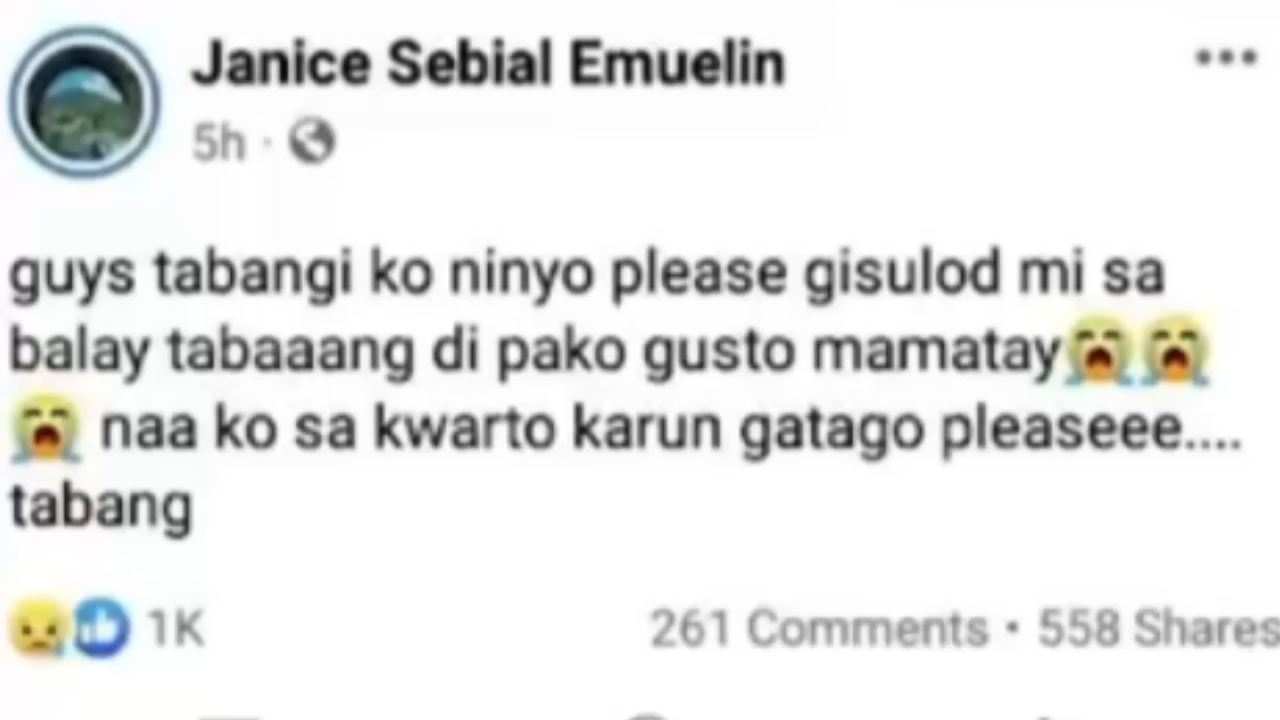 Janice Sebial Emuelin
5h ·
guys tabangi ko ninyo please gisulod mi sa
balay tabaaang di pako gusto mamatay😭😭
😭 naa ko sa kwarto karun gatago pleaseee....
tabang
1K 261 Comments • 558 Shares